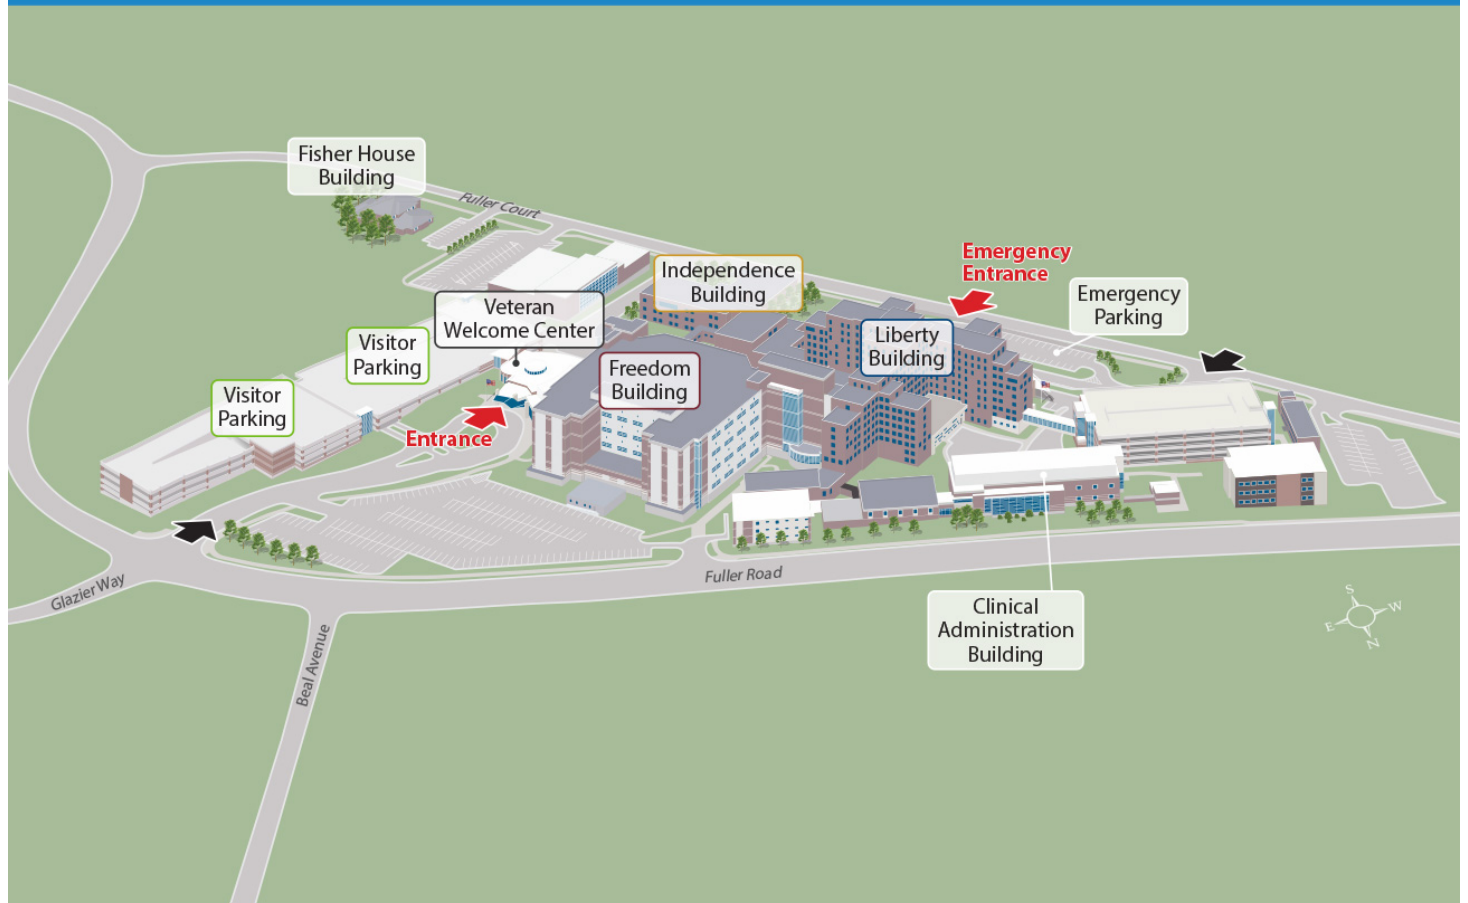 Fisher House
Building
Fuller Court
Emergency
Entrance
Independence
Building
Emergency
Parking
Veteran
Welcome Center
Liberty
Building
Visitor
Parking
Freedom
Building
Visitor
Parking
Entrance
Fuller Road
Glazier Way
Beal Avenue
Clinical
Administration
Building
S
W
E
N